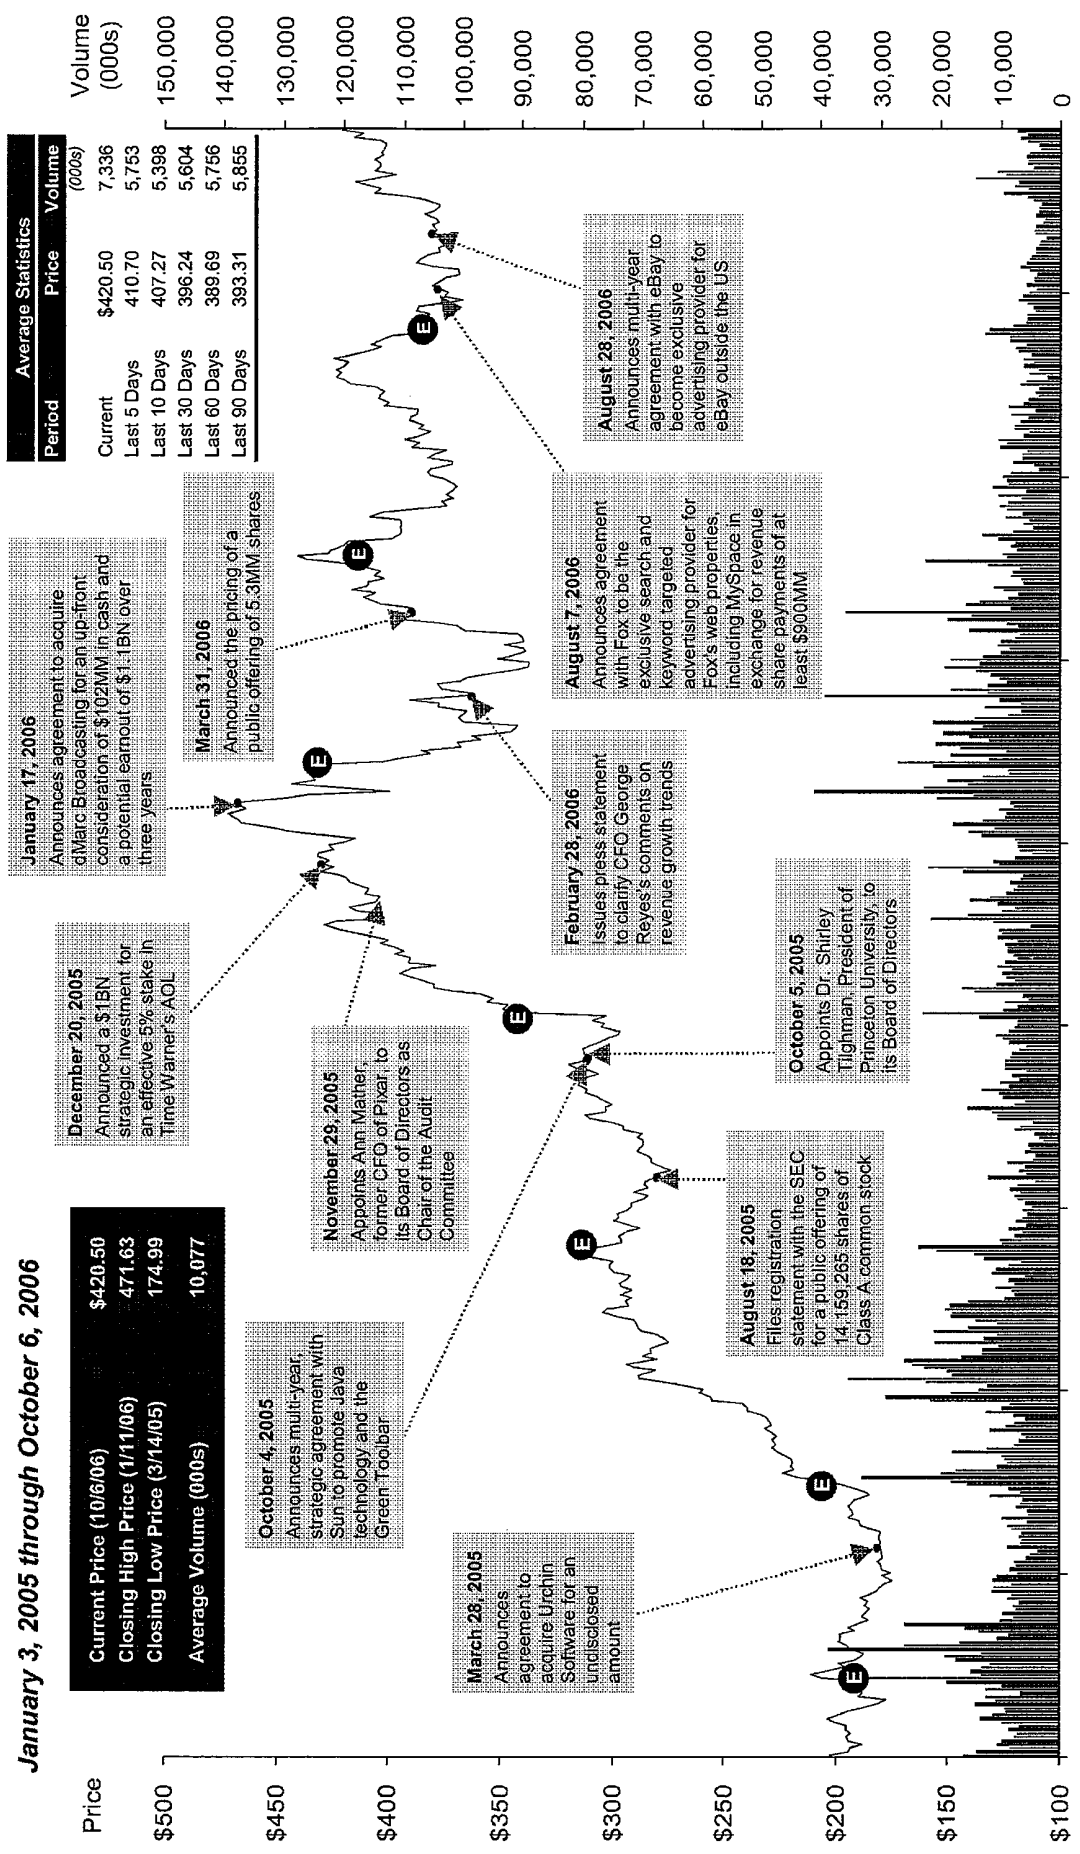 January 3, 2005 through October 6, 2006
Price
Volume
(000s)
Current Price (10/6/06) $420.50
Closing High Price (1/11/06) 471.63
Closing Low Price (3/14/05) 174.99
Average Volume (000s) 10,077
Average Statistics
Period Price Volume
(000s)
Current $420.50 7,336
Last 5 Days 410.70 5,753
Last 10 Days 407.27 5,398
Last 30 Days 396.24 5,604
Last 60 Days 389.69 5,756
Last 90 Days 393.31 5,855
$500
$450
$400
$350
$300
$250
$200
$150
$100
150,000
140,000
130,000
120,000
110,000
100,000
90,000
80,000
70,000
60,000
50,000
40,000
30,000
20,000
10,000
0
March 28, 2005
Announces
agreement to
acquire Urchin
Software for an
undisclosed
amount
October 4, 2005
Announces multi-year,
strategic agreement with
Sun to promote Java
technology and the
Green Toolbar
August 18, 2005
Files registration
statement with the SEC
for a public offering of
14,159,265 shares of
Class A common stock
November 29, 2005
Appoints Ann Mather,
former CFO of Pixar, to
its Board of Directors as
Chair of the Audit
Committee
December 20, 2005
Announced a $1BN
strategic investment for
an effective 5% stake in
Time Warner's AOL
October 5, 2005
Appoints Dr. Shirley
Tilghman, President of
Princeton University, to
its Board of Directors
January 17, 2006
Announces agreement to acquire
dMarc Broadcasting for an up-front
consideration of $102MM in cash and
a potential earnout of $1.1BN over
three years
February 28, 2006
Issues press statement
to clarify CFO George
Reyes's comments on
revenue growth trends
March 31, 2006
Announced the pricing of a
public offering of 5.3MM shares
August 7, 2006
Announces agreement
with Fox to be the
exclusive search and
keyword targeted
advertising provider for
Fox's web properties,
including MySpace in
exchange for revenue
share payments of at
least $900MM
August 28, 2006
Announces multi-year
agreement with eBay to
become exclusive
advertising provider for
eBay outside the US
E
E
E
E
E
E
E